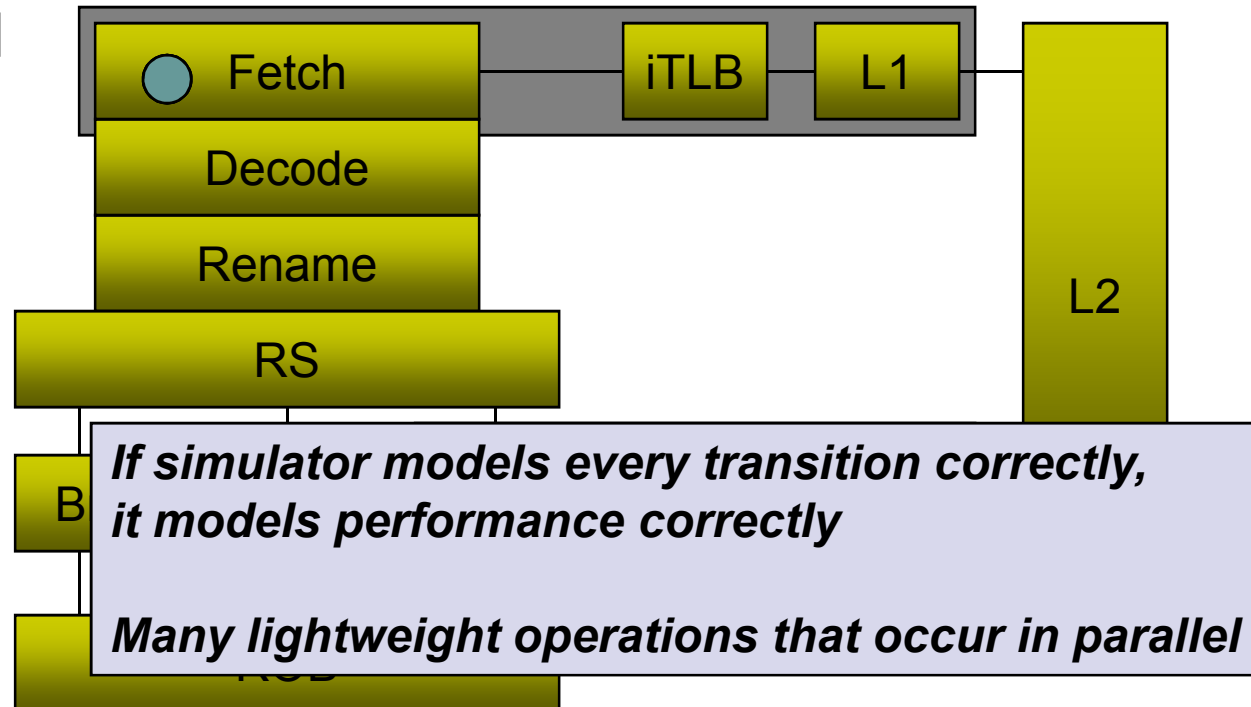 Fetch
iTLB
L1
Decode
Rename
L2
RS
B
If simulator models every transition correctly,
it models performance correctly
Many lightweight operations that occur in parallel